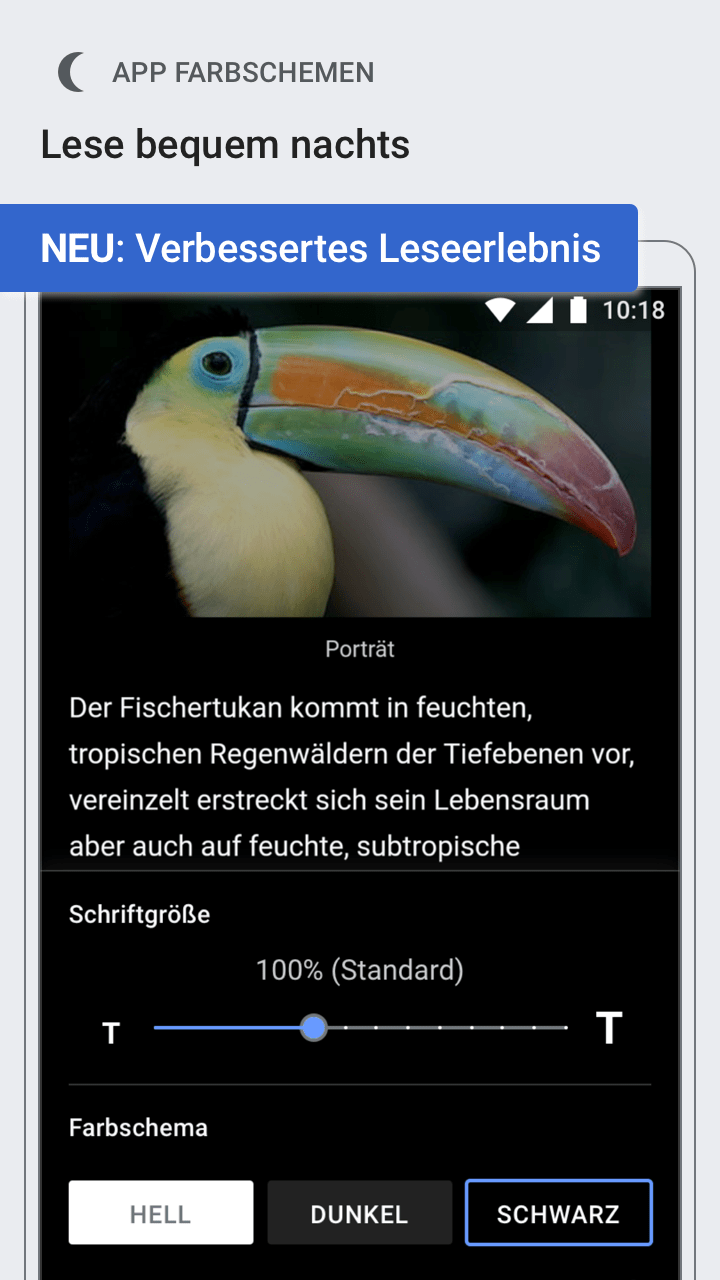 APP FARBSCHEMEN
Lese bequem nachts
NEU: Verbessertes Leseerlebnis
10:18
Porträt
Der Fischertukan kommt in feuchten,
tropischen Regenwäldern der Tiefebenen vor,
vereinzelt erstreckt sich sein Lebensraum
aber auch auf feuchte, subtropische
Schriftgröße
100% (Standard)
T T
Farbschema
HELL DUNKEL SCHWARZ